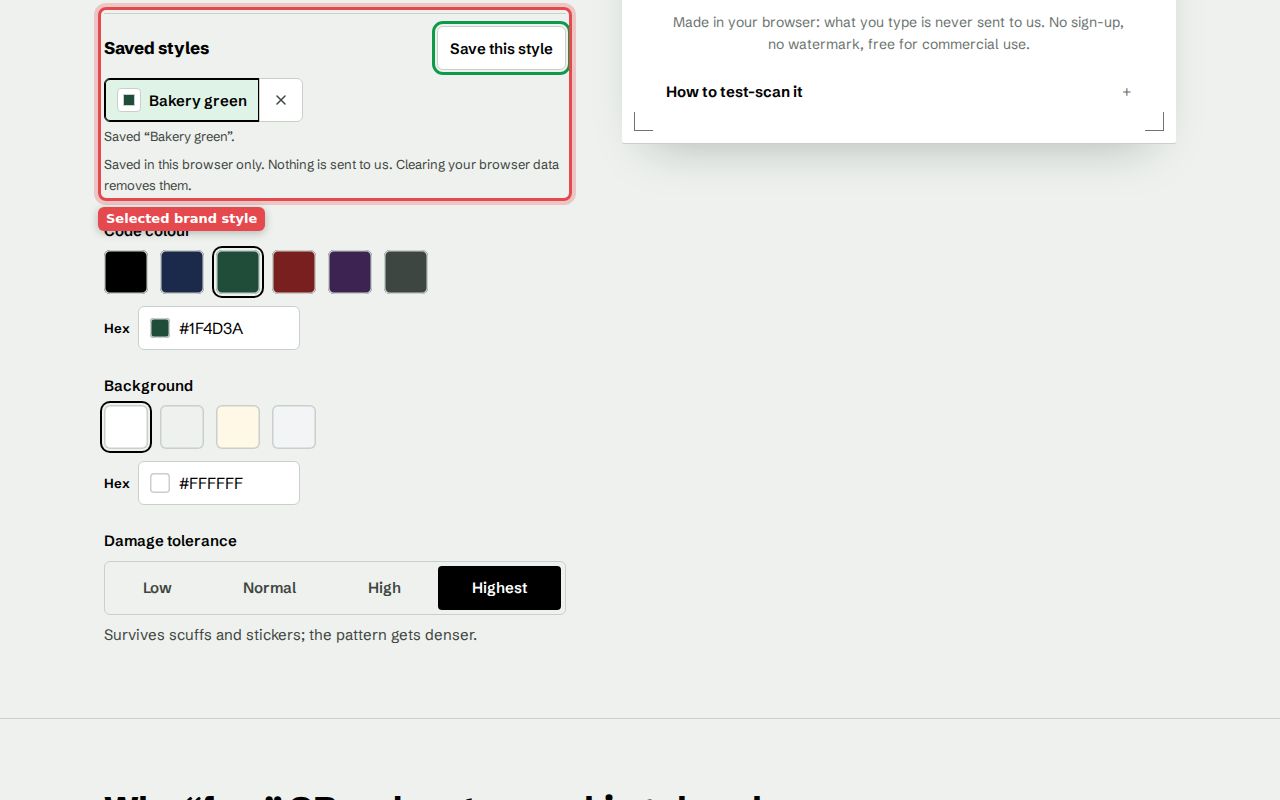 Saved styles
Save this style
Bakery green ×
Saved “Bakery green”.
Saved in this browser only. Nothing is sent to us. Clearing your browser data
removes them.
Selected brand style
Code colour
Hex #1F4D3A
Background
Hex #FFFFFF
Damage tolerance
Low Normal High Highest
Survives scuffs and stickers; the pattern gets denser.
Made in your browser: what you type is never sent to us. No sign-up,
no watermark, free for commercial use.
How to test-scan it +